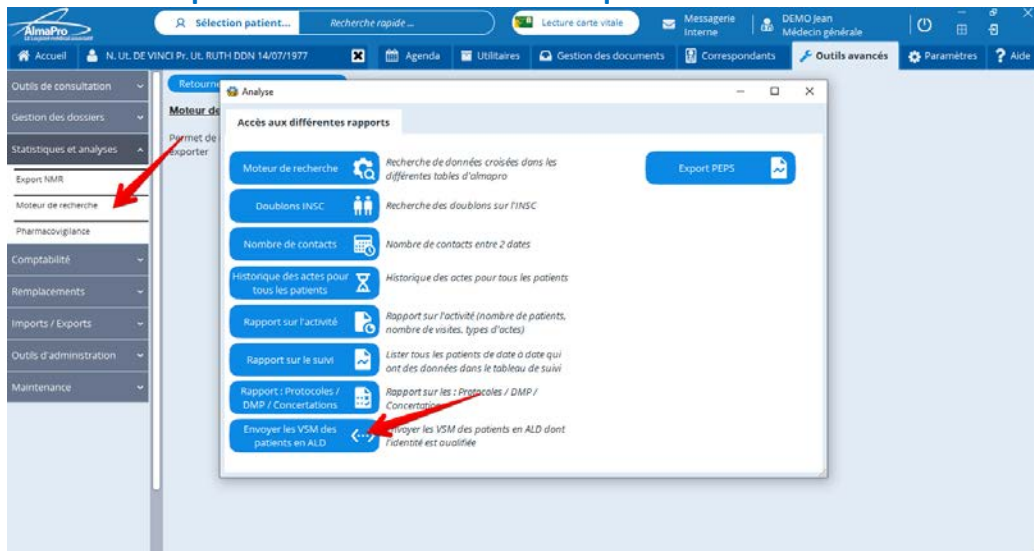 AlmaPro
Le Logiciel médical assistant
Sélection patient...
Recherche rapide ...
Lecture carte vitale
Messagerie
Interne
DEMO Jean
Médecin générale
Accueil
N. Ut. DE VINCI Pr. Ut. RUTH DDN 14/07/1977
Agenda
Utilitaires
Gestion des documents
Correspondants
Outils avancés
Paramètres
? Aide
Outils de consultation
Gestion des dossiers
Statistiques et analyses
Export NMR
Moteur de recherche
Pharmacovigilance
Comptabilité
Remplacements
Imports / Exports
Outils d'administration
Maintenance
Retourne
Moteur de
Permet de
exporter
Analyse
Accès aux différentes rapports
Moteur de recherche
Recherche de données croisées dans les
différentes tables d'almapro
Export PEPS
Doublons INSC
Recherche des doublons sur l'INSC
Nombre de contacts
Nombre de contacts entre 2 dates
Historique des actes pour
tous les patients
Historique des actes pour tous les patients
Rapport sur l'activité
Rapport sur l'activité (nombre de patients,
nombre de visites, types d'actes)
Rapport sur le suivi
Lister tous les patients de date à date qui
ont des données dans le tableau de suivi
Rapport : Protocoles /
DMP / Concertations
Rapport sur les : Protocoles / DMP /
Concertation
Envoyer les VSM des
patients en ALD
Envoyer les VSM des patients en ALD dont
l'identité est qualifiée